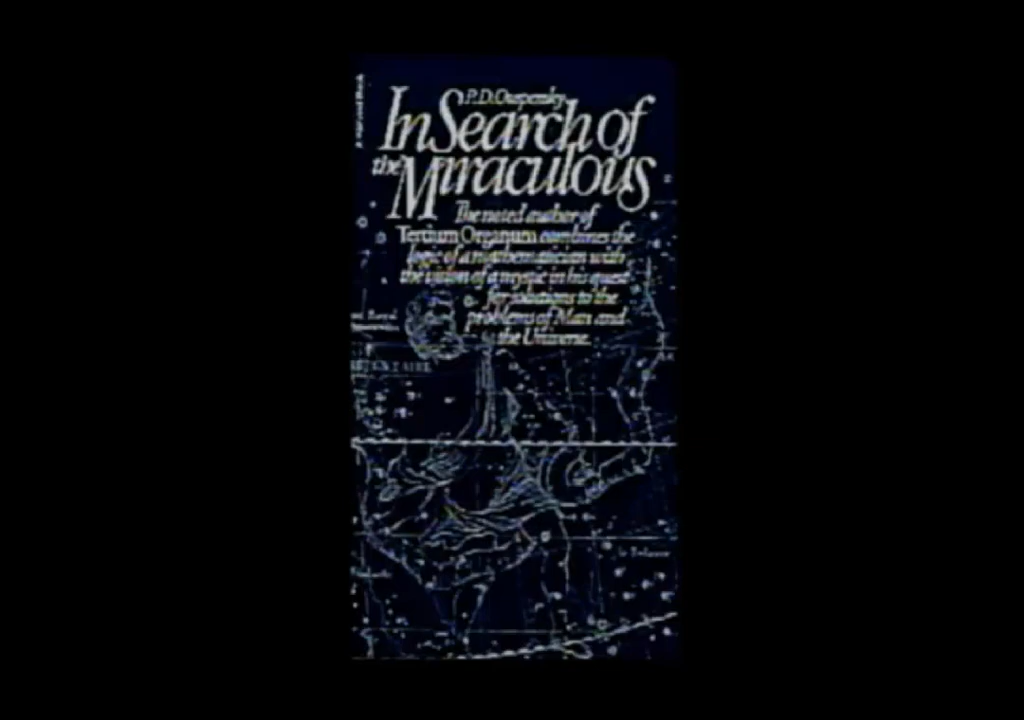 P.D.Ouspensky
In Search of
the Miraculous
The noted author of
Tertium Organum combines the
logic of a mathematician with
the vision of a mystic in his quest
for solutions to the
problems of Man and
the Universe.